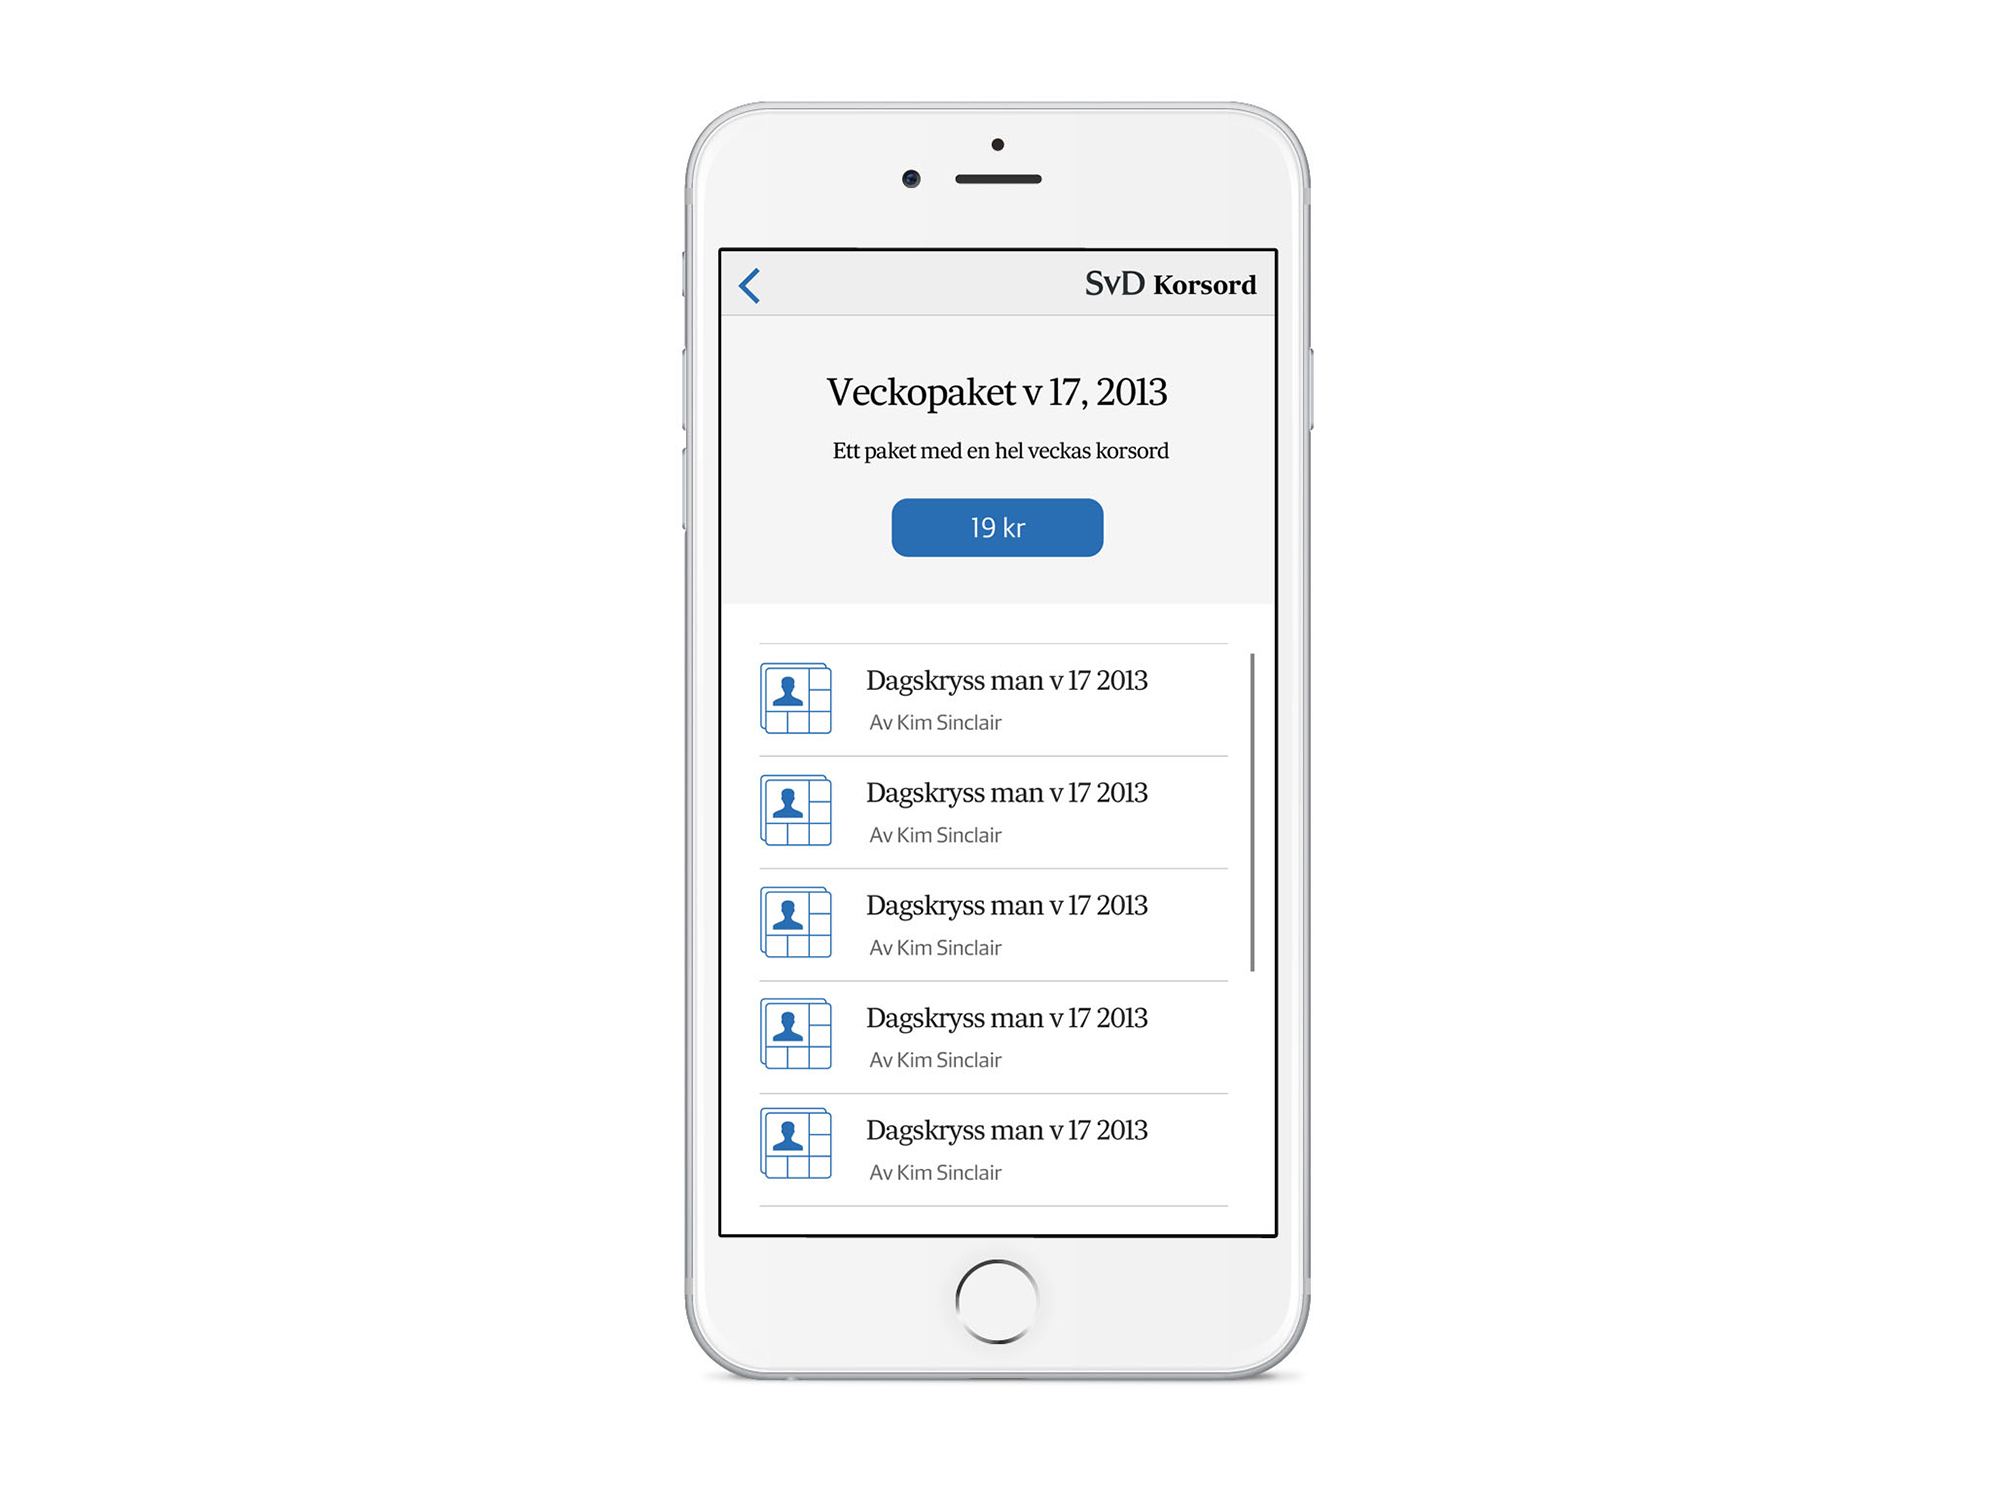 SvD Korsord
Veckopaket v 17, 2013
Ett paket med en hel veckas korsord
19 kr
Dagskryss man v 17 2013
Av Kim Sinclair
Dagskryss man v 17 2013
Av Kim Sinclair
Dagskryss man v 17 2013
Av Kim Sinclair
Dagskryss man v 17 2013
Av Kim Sinclair
Dagskryss man v 17 2013
Av Kim Sinclair